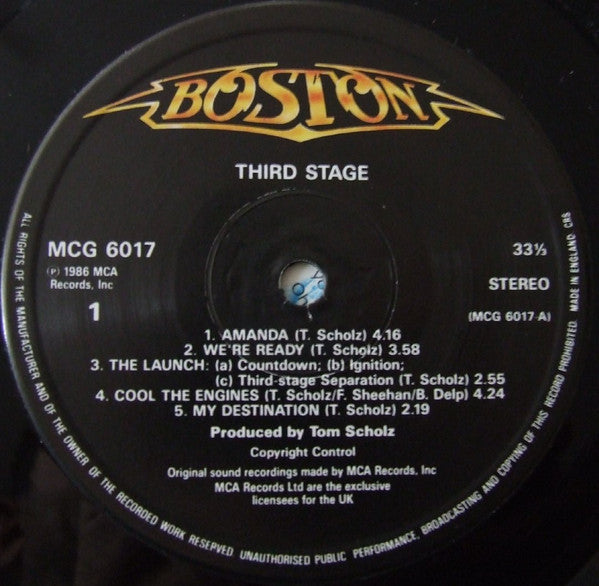 BOSTON
THIRD STAGE
MCG 6017
℗ 1986 MCA
Records, Inc
1
33⅓
STEREO
(MCG 6017-A)
1. AMANDA (T. Scholz) 4.16
2. WE'RE READY (T. Scholz) 3.58
3. THE LAUNCH: (a) Countdown; (b) Ignition;
(c) Third stage Separation (T. Scholz) 2.55
4. COOL THE ENGINES (T. Scholz/F. Sheehan/B. Delp) 4.24
5. MY DESTINATION (T. Scholz) 2.19
Produced by Tom Scholz
Copyright Control
Original sound recordings made by MCA Records, Inc
MCA Records Ltd are the exclusive
licensees for the UK
ALL RIGHTS OF THE MANUFACTURER AND OF THE OWNER OF THE RECORDED WORK RESERVED. UNAUTHORISED PUBLIC PERFORMANCE, BROADCASTING AND COPYING OF THIS RECORD PROHIBITED. MADE IN ENGLAND. CRS